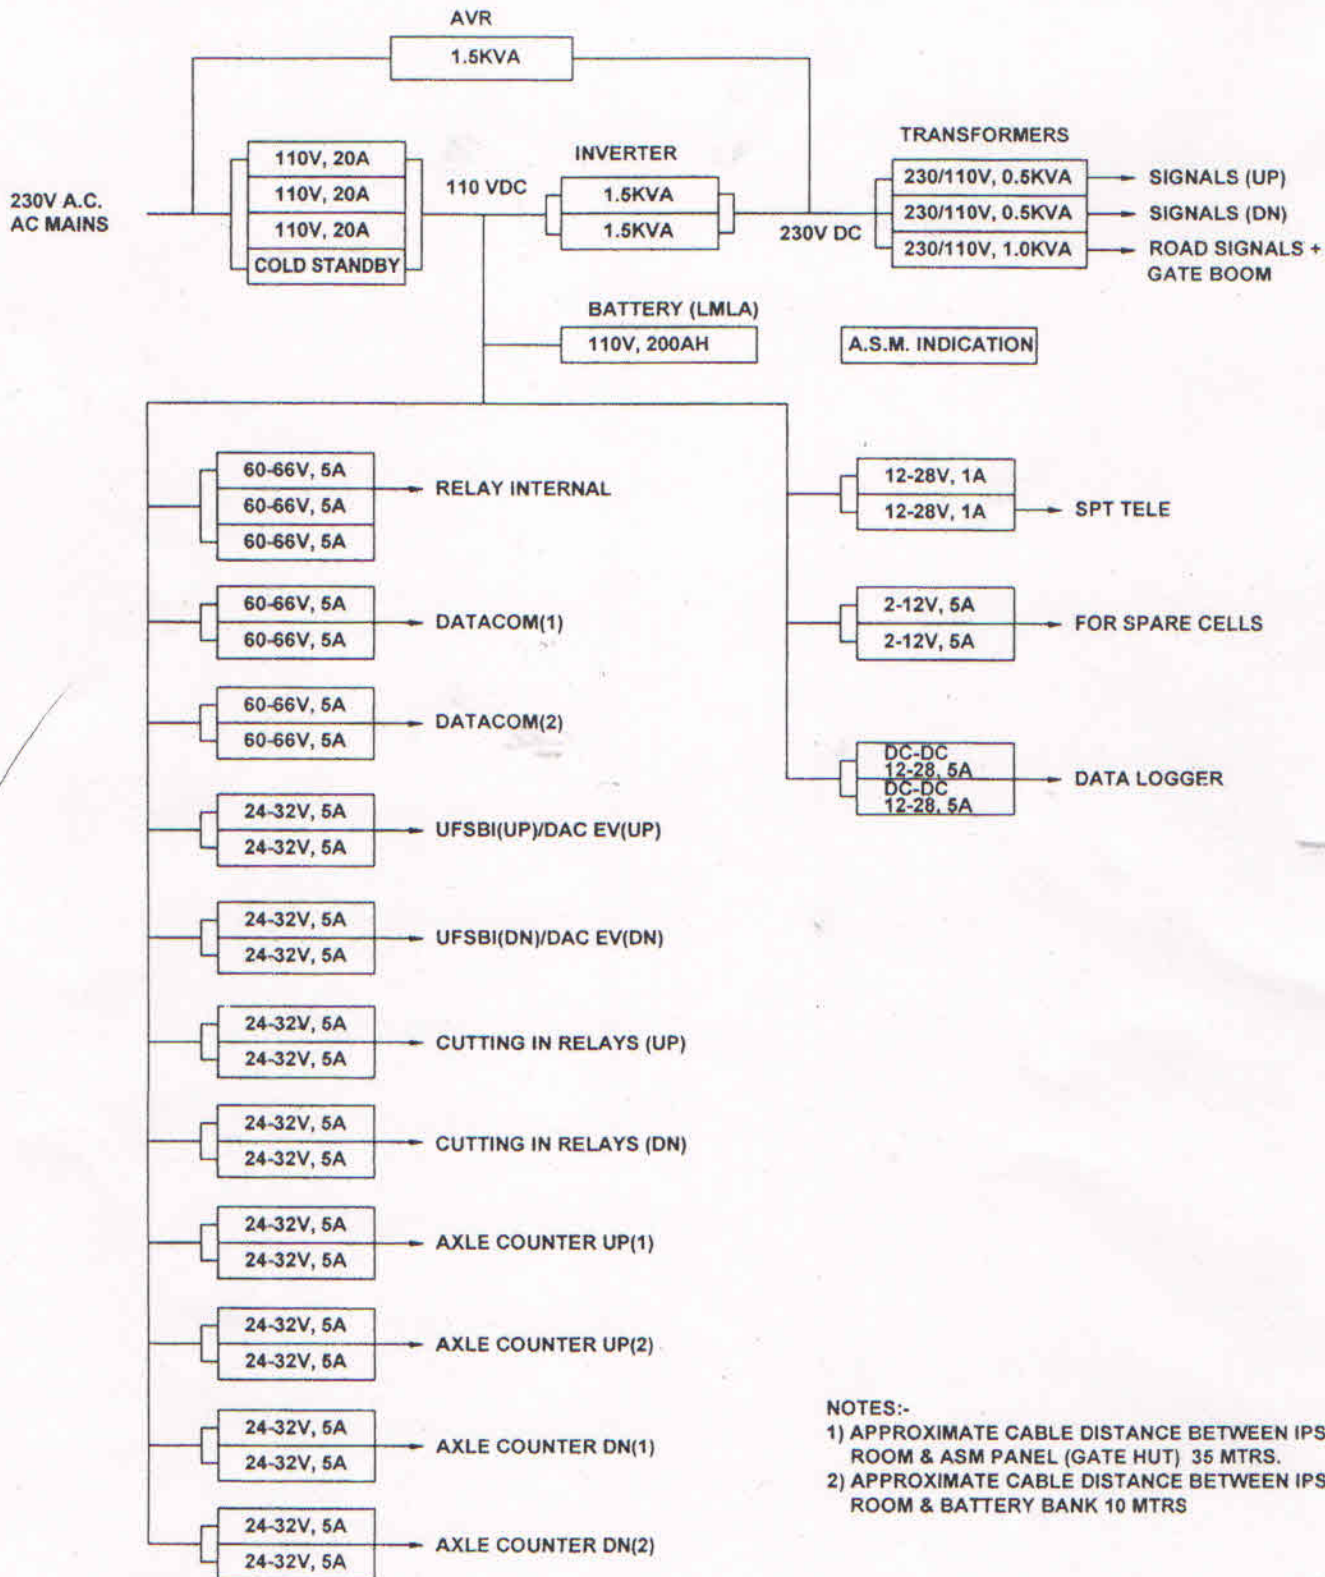 AVR
1.5KVA
TRANSFORMERS
110V, 20A
110V, 20A
110V, 20A
COLD STANDBY
230V A.C.
AC MAINS
110 VDC
INVERTER
1.5KVA
1.5KVA
230V DC
230/110V, 0.5KVA
SIGNALS (UP)
230/110V, 0.5KVA
SIGNALS (DN)
230/110V, 1.0KVA
ROAD SIGNALS +
GATE BOOM
BATTERY (LMLA)
110V, 200AH
A.S.M. INDICATION
60-66V, 5A
60-66V, 5A
60-66V, 5A
RELAY INTERNAL
60-66V, 5A
60-66V, 5A
DATACOM(1)
60-66V, 5A
60-66V, 5A
DATACOM(2)
24-32V, 5A
24-32V, 5A
UFSBI(UP)/DAC EV(UP)
24-32V, 5A
24-32V, 5A
UFSBI(DN)/DAC EV(DN)
24-32V, 5A
24-32V, 5A
CUTTING IN RELAYS (UP)
24-32V, 5A
24-32V, 5A
CUTTING IN RELAYS (DN)
24-32V, 5A
24-32V, 5A
AXLE COUNTER UP(1)
24-32V, 5A
24-32V, 5A
AXLE COUNTER UP(2)
24-32V, 5A
24-32V, 5A
AXLE COUNTER DN(1)
24-32V, 5A
24-32V, 5A
AXLE COUNTER DN(2)
12-28V, 1A
12-28V, 1A
SPT TELE
2-12V, 5A
2-12V, 5A
FOR SPARE CELLS
DC-DC
12-28, 5A
DC-DC
12-28, 5A
DATA LOGGER
NOTES:-
1) APPROXIMATE CABLE DISTANCE BETWEEN IPS
ROOM & ASM PANEL (GATE HUT) 35 MTRS.
2) APPROXIMATE CABLE DISTANCE BETWEEN IPS
ROOM & BATTERY BANK 10 MTRS